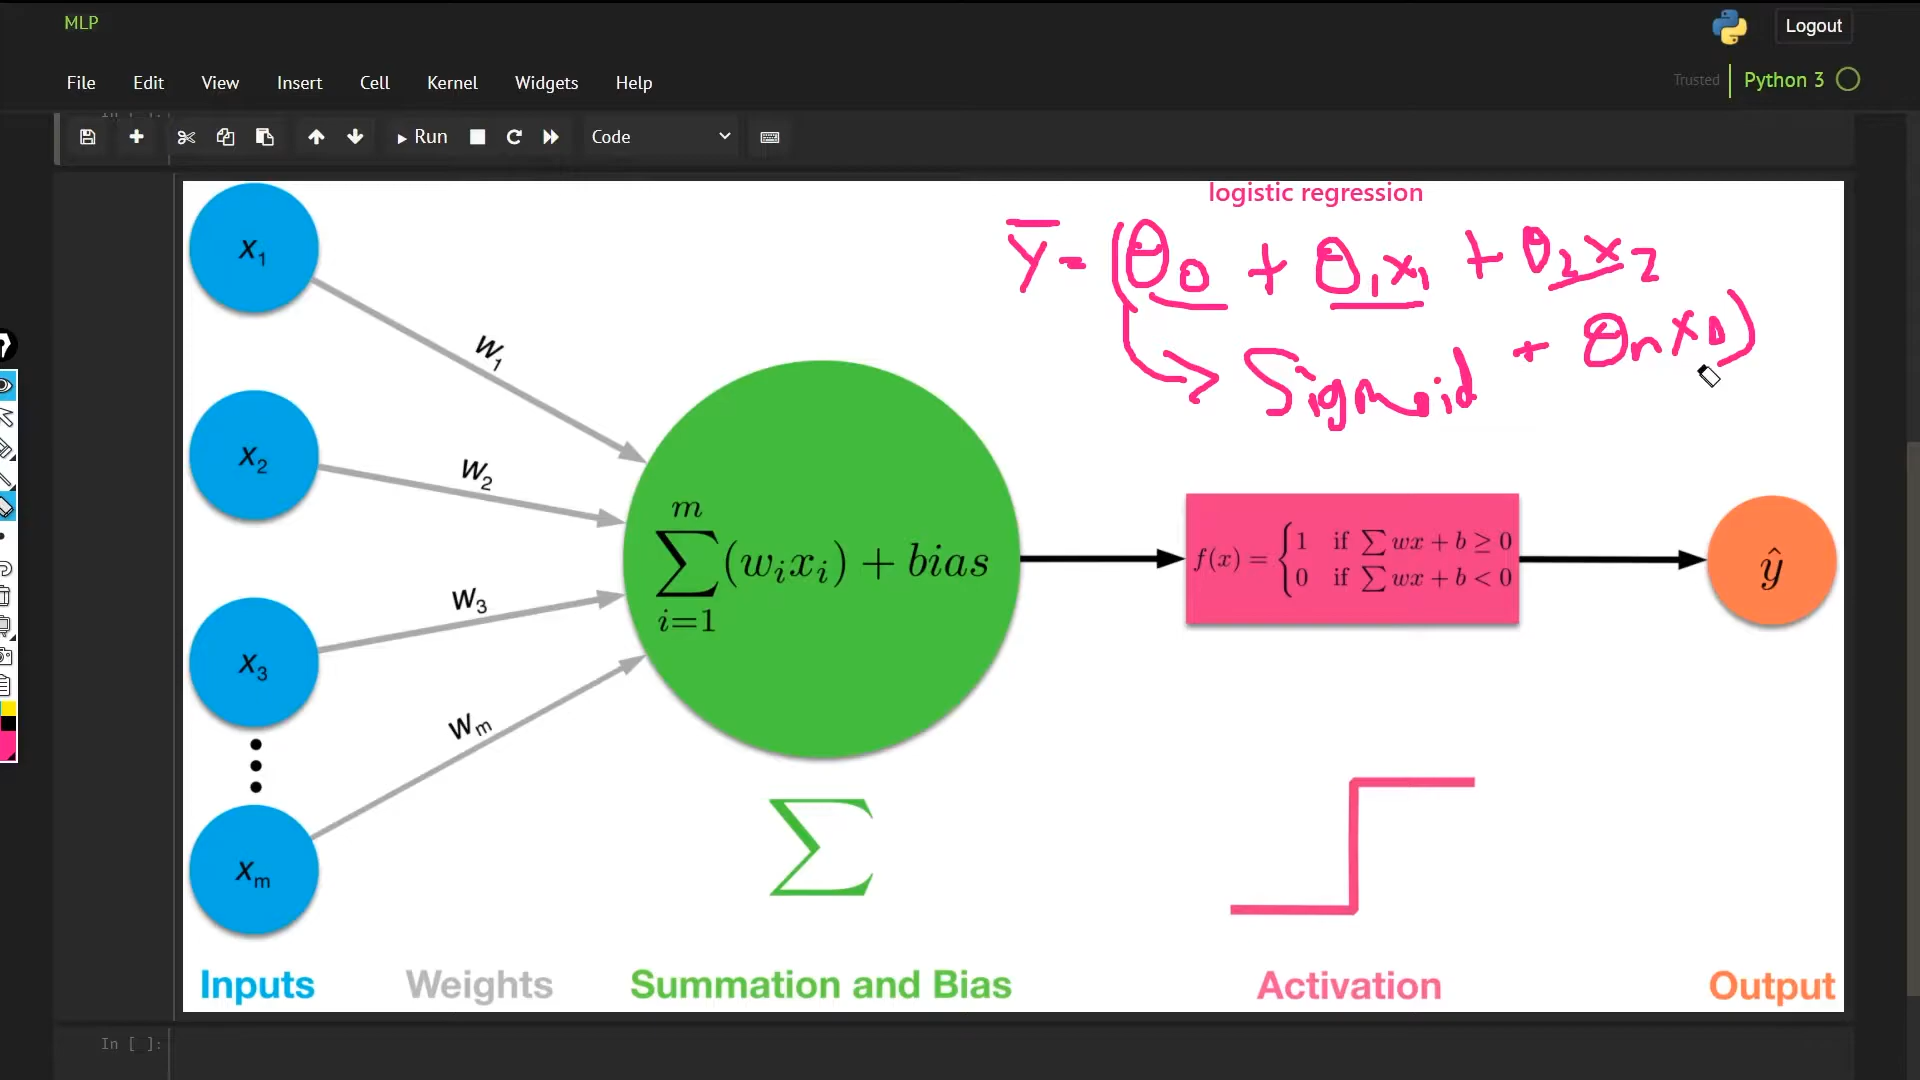 MLP
Logout
File Edit View Insert Cell Kernel Widgets Help
Trusted Python 3
Run Code
logistic regression
Y̅ = (θ0 + θ1x1 + θ2x2
+ θnxn)
Sigmoid
x1
x2
x3
xm
w1
w2
w3
wm
m
∑(wixi) + bias
i=1
f(x) = { 1 if ∑ wx + b ≥ 0
0 if ∑ wx + b < 0
ŷ
∑
Inputs Weights Summation and Bias Activation Output
In [ ]: